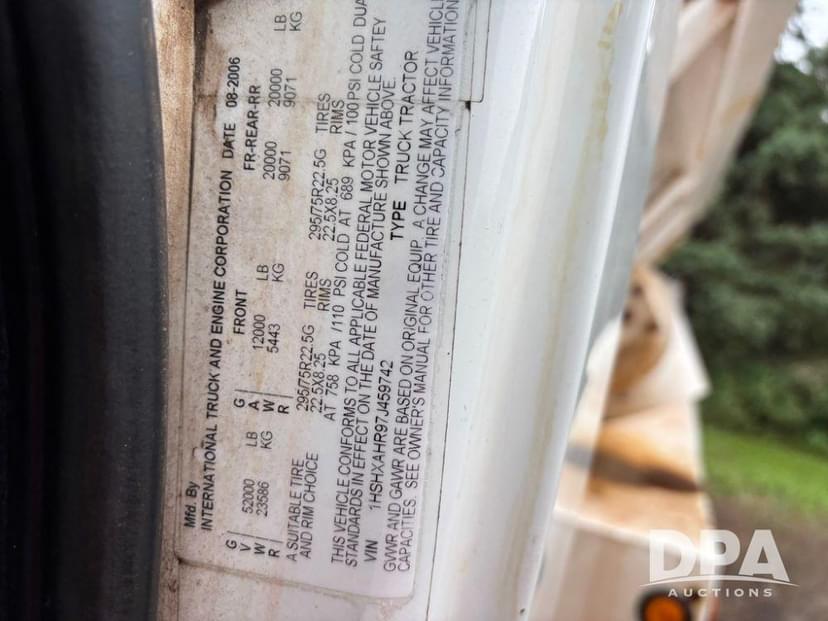 Mfd. By
INTERNATIONAL TRUCK AND ENGINE CORPORATION DATE 08-2006
GVWR 52000 LB 23586 KG GAWR FRONT 12000 LB 5443 KG FR-REAR-RR 20000 9071 20000 LB 9071 KG
A SUITABLE TIRE 295/75R22.5G TIRES 295/75R22.5G TIRES
AND RIM CHOICE 22.5X8.25 RIMS 22.5X8.25 RIMS
AT 758 KPA /110 PSI COLD AT 689 KPA / 100 PSI COLD DUA
THIS VEHICLE CONFORMS TO ALL APPLICABLE FEDERAL MOTOR VEHICLE SAFTEY
STANDARDS IN EFFECT ON THE DATE OF MANUFACTURE SHOWN ABOVE.
VIN 1HSHXAHR97J459742 TYPE TRUCK TRACTOR
GVWR AND GAWR ARE BASED ON ORIGINAL EQUIP. A CHANGE MAY AFFECT VEHICL
CAPACITIES. SEE OWNER'S MANUAL FOR OTHER TIRE AND CAPACITY INFORMATION
DPA
AUCTIONS